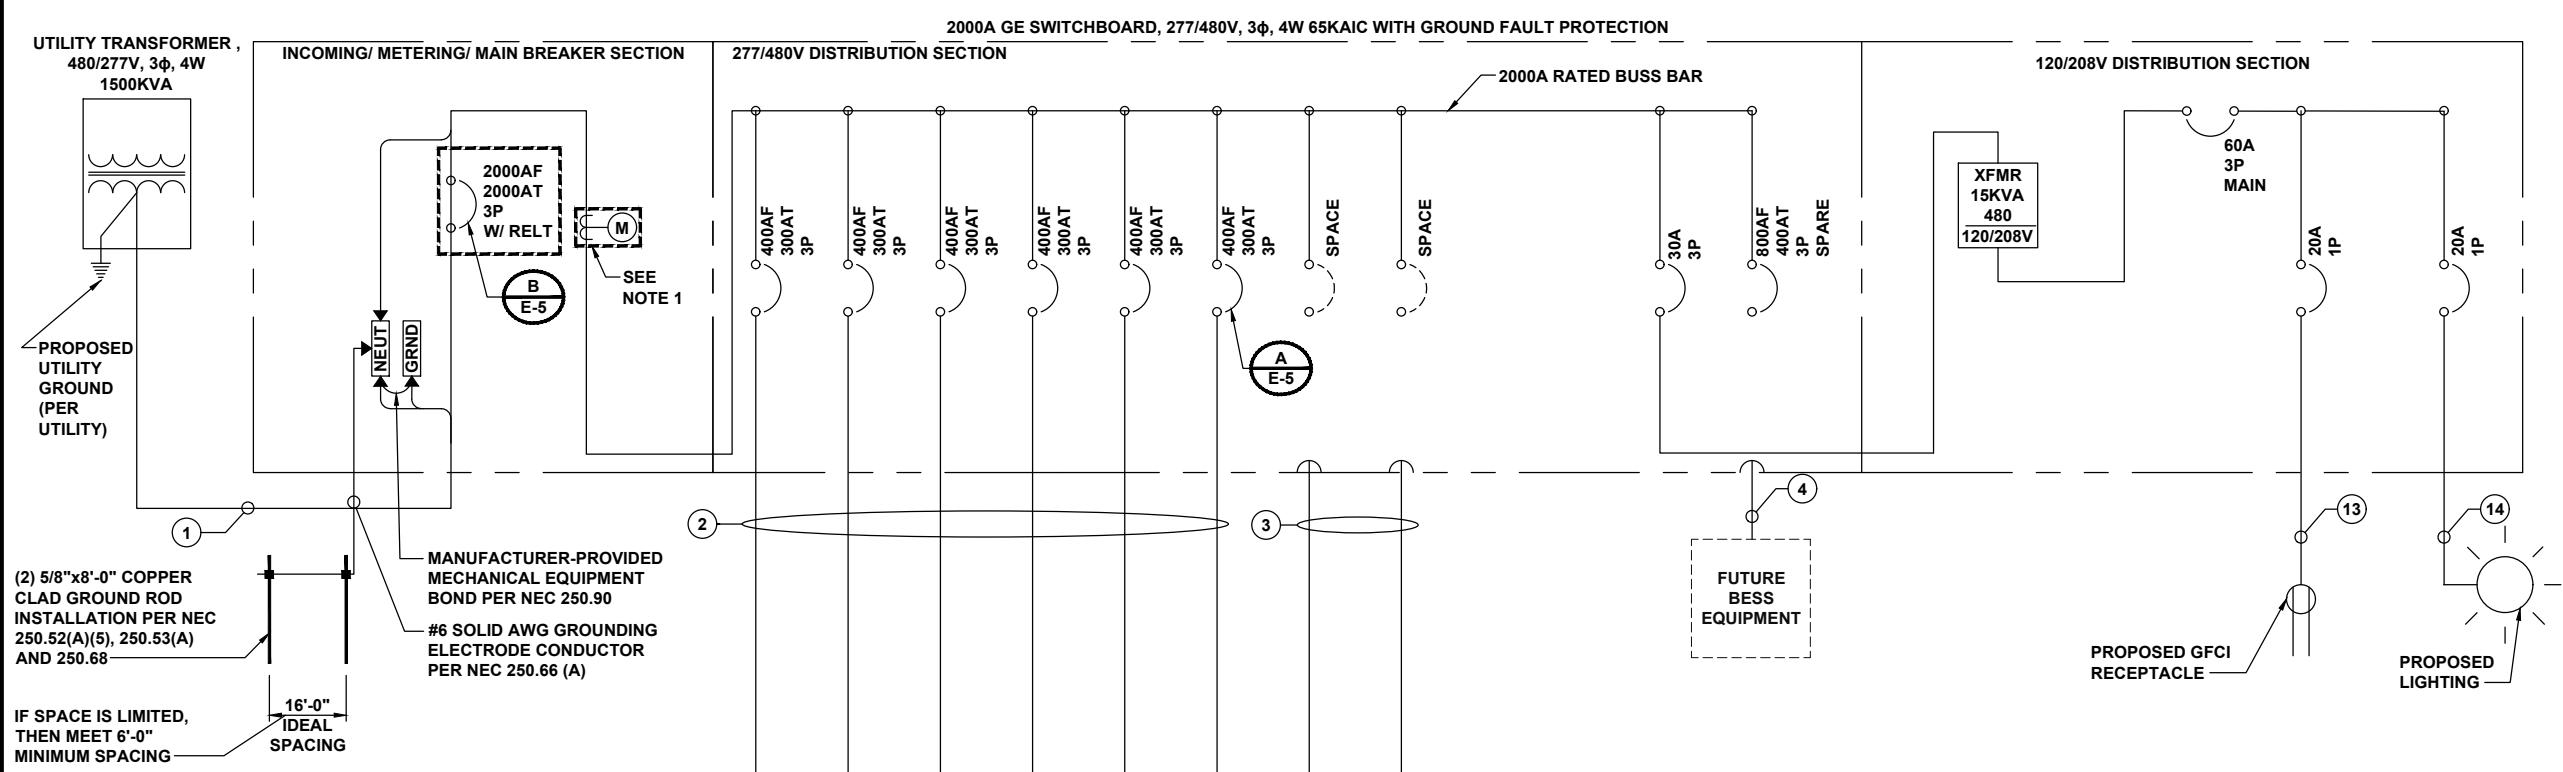 2000A GE SWITCHBOARD, 277/480V, 3ϕ, 4W 65KAIC WITH GROUND FAULT PROTECTION
UTILITY TRANSFORMER ,
480/277V, 3ϕ, 4W
1500KVA
INCOMING/ METERING/ MAIN BREAKER SECTION
277/480V DISTRIBUTION SECTION
120/208V DISTRIBUTION SECTION
2000A RATED BUSS BAR
2000AF
2000AT
3P
W/ RELT
M
SEE
NOTE 1
B
E-5
NEUT
GRND
PROPOSED
UTILITY
GROUND
(PER
UTILITY)
400AF
300AT
3P
400AF
300AT
3P
400AF
300AT
3P
400AF
300AT
3P
400AF
300AT
3P
400AF
300AT
3P
SPACE
SPACE
A
E-5
30A
3P
800AF
400AT
3P
SPARE
XFMR
15KVA
480
120/208V
60A
3P
MAIN
20A
1P
20A
1P
1
2
3
4
13
14
(2) 5/8"x8'-0" COPPER
CLAD GROUND ROD
INSTALLATION PER NEC
250.52(A)(5), 250.53(A)
AND 250.68
MANUFACTURER-PROVIDED
MECHANICAL EQUIPMENT
BOND PER NEC 250.90
#6 SOLID AWG GROUNDING
ELECTRODE CONDUCTOR
PER NEC 250.66 (A)
16'-0"
IDEAL
SPACING
IF SPACE IS LIMITED,
THEN MEET 6'-0"
MINIMUM SPACING
FUTURE
BESS
EQUIPMENT
PROPOSED GFCI
RECEPTACLE
PROPOSED
LIGHTING